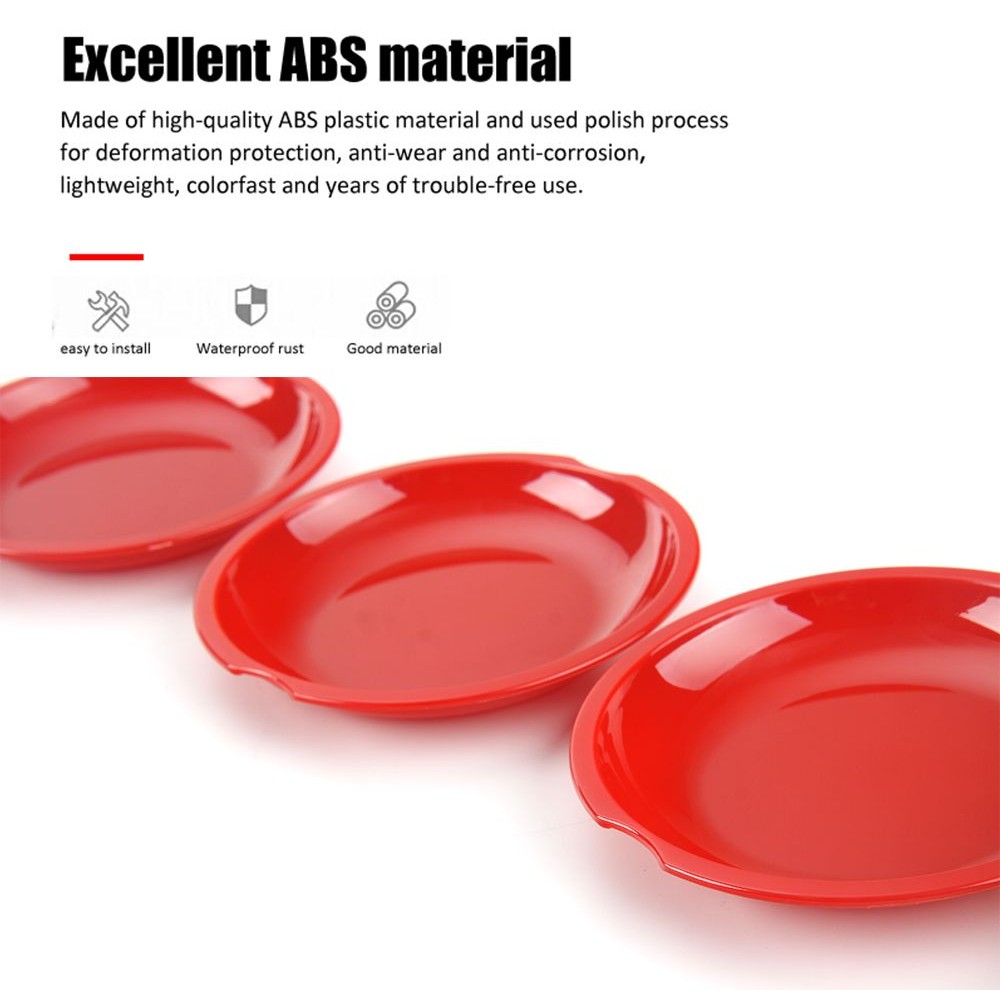 Excellent ABS material
Made of high-quality ABS plastic material and used polish process
for deformation protection, anti-wear and anti-corrosion,
lightweight, colorfast and years of trouble-free use.
easy to install
Waterproof rust
Good material